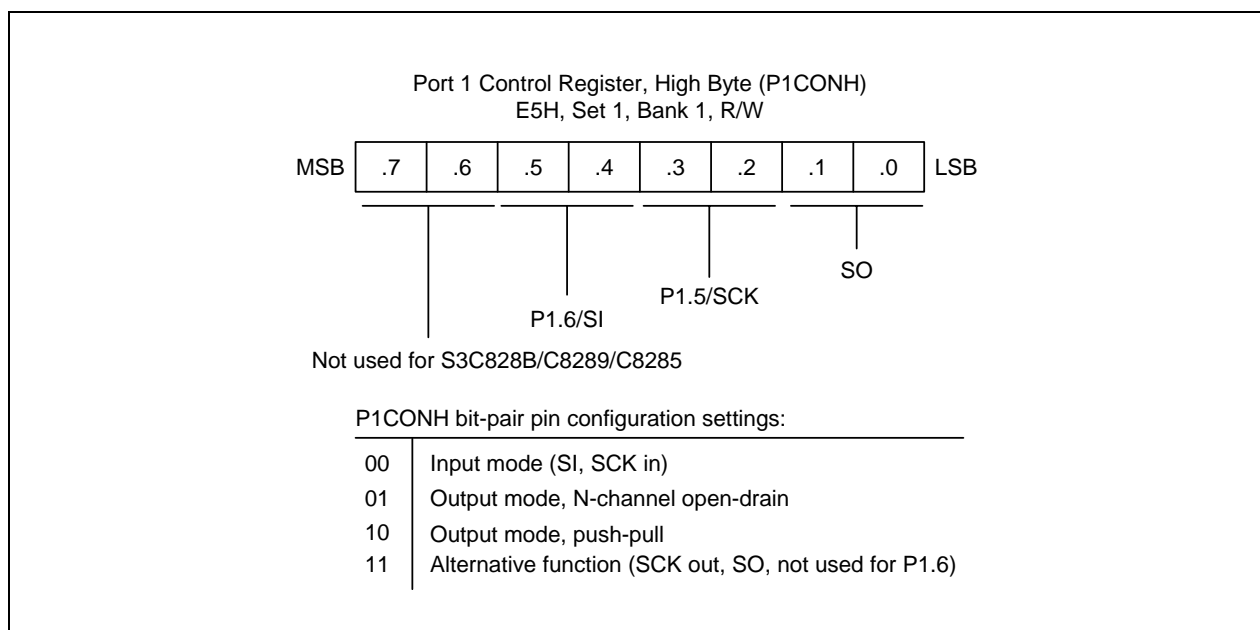 Port 1 Control Register, High Byte (P1CONH)
E5H, Set 1, Bank 1, R/W
MSB .7 .6 .5 .4 .3 .2 .1 .0 LSB
SO
P1.5/SCK
P1.6/SI
Not used for S3C828B/C8289/C8285
P1CONH bit-pair pin configuration settings:
00 Input mode (SI, SCK in)
01 Output mode, N-channel open-drain
10 Output mode, push-pull
11 Alternative function (SCK out, SO, not used for P1.6)